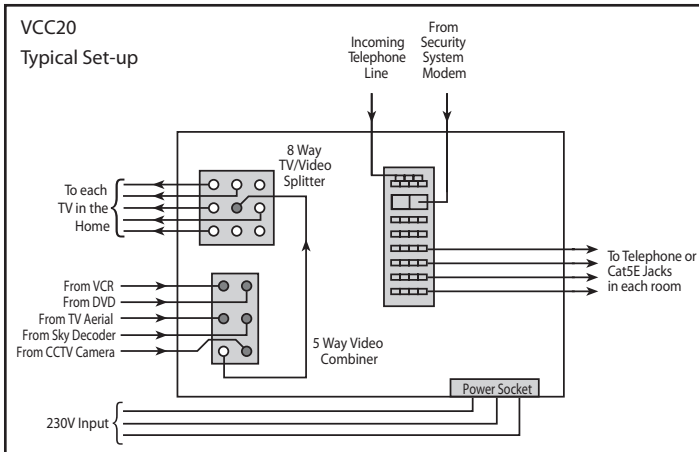 VCC20
Typical Set-up
Incoming
Telephone
Line
From
Security
System
Modem
8 Way
TV/Video
Splitter
To each
TV in the
Home
From VCR
From DVD
From TV Aerial
From Sky Decoder
From CCTV Camera
5 Way Video
Combiner
To Telephone or
Cat5E Jacks
in each room
Power Socket
230V Input